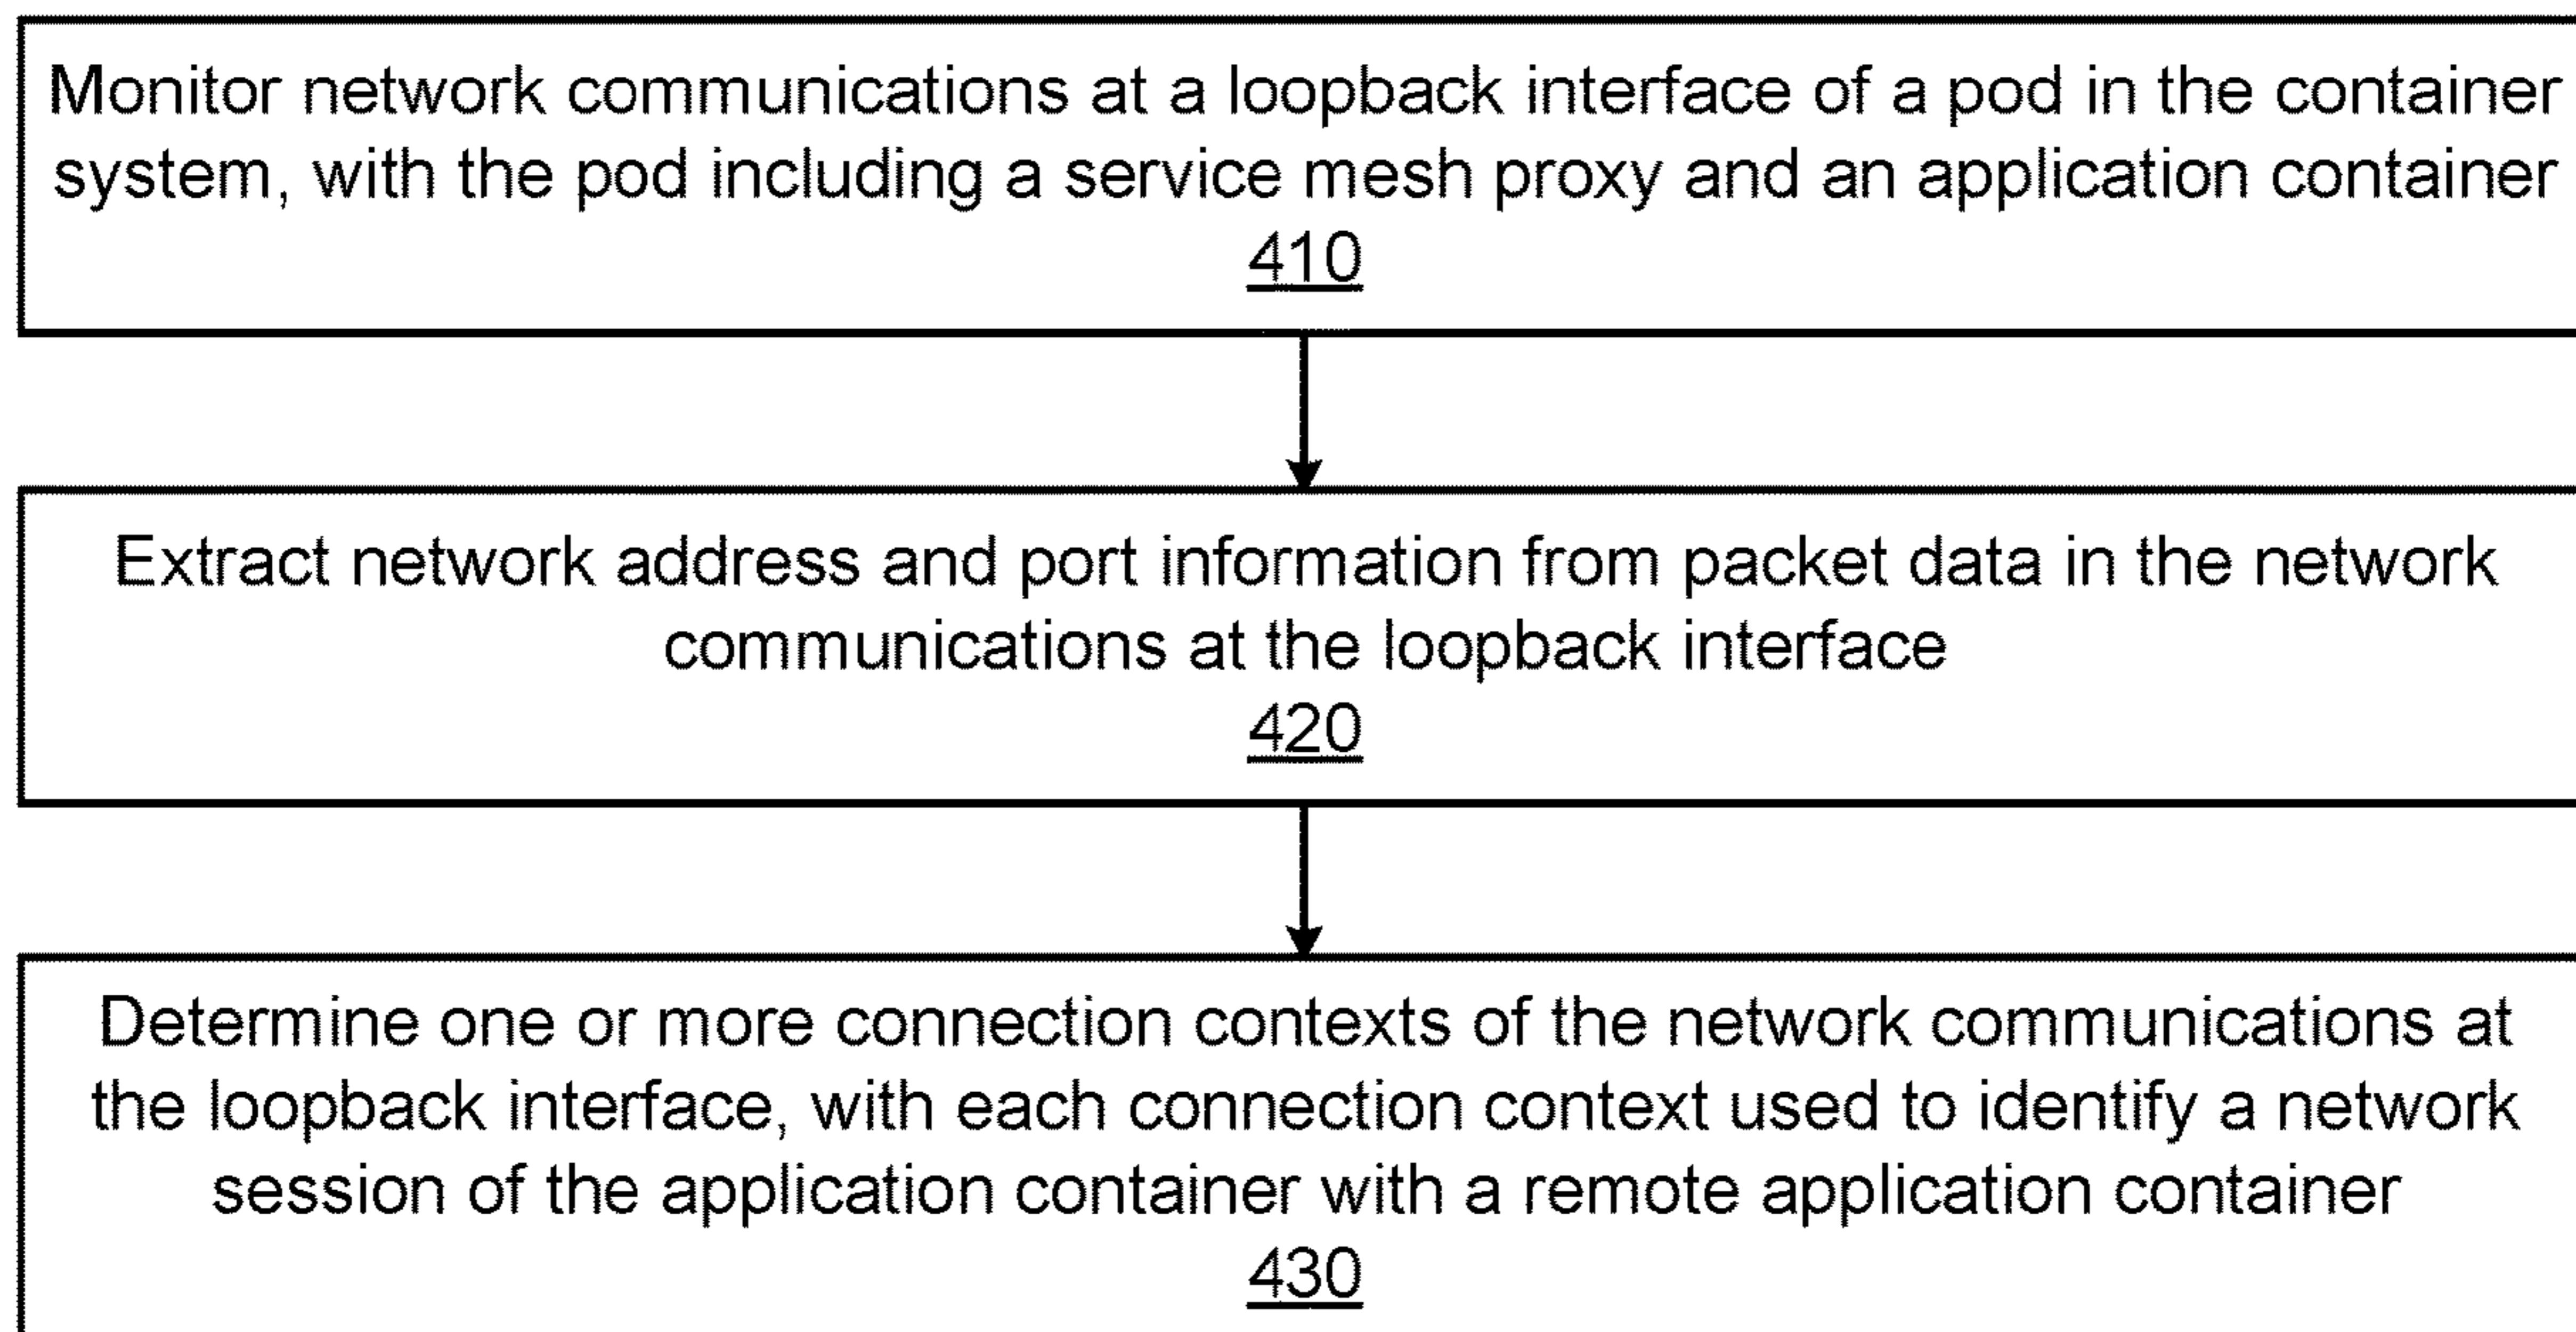 Monitor network communications at a loopback interface of a pod in the container
system, with the pod including a service mesh proxy and an application container
410
Extract network address and port information from packet data in the network
communications at the loopback interface
420
Determine one or more connection contexts of the network communications at
the loopback interface, with each connection context used to identify a network
session of the application container with a remote application container
430